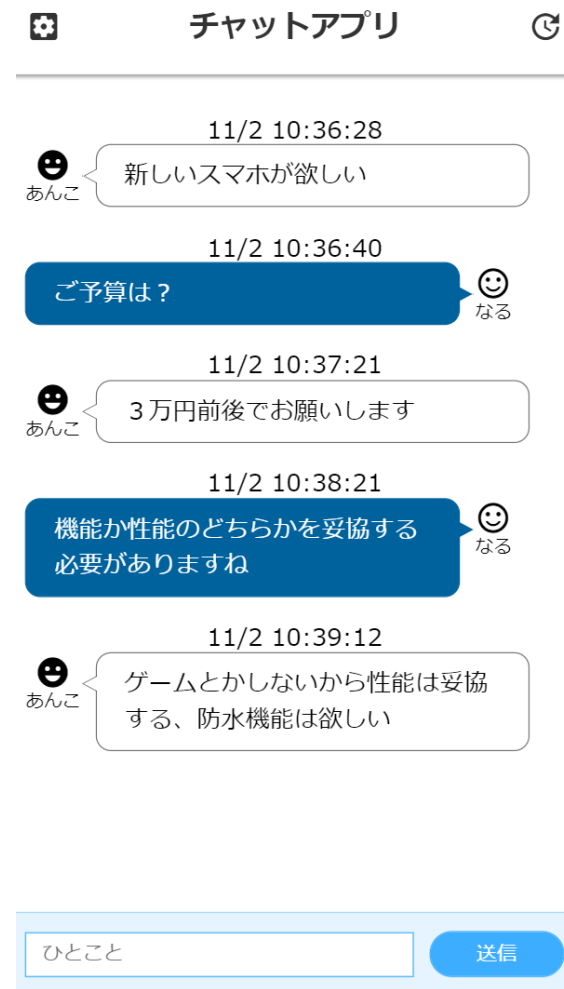 チャットアプリ
11/2 10:36:28
あんこ
新しいスマホが欲しい
11/2 10:36:40
ご予算は？
なる
11/2 10:37:21
あんこ
３万円前後でお願いします
11/2 10:38:21
機能か性能のどちらかを妥協する
必要がありますね
なる
11/2 10:39:12
あんこ
ゲームとかしないから性能は妥協
する、防水機能は欲しい
ひとこと
送信